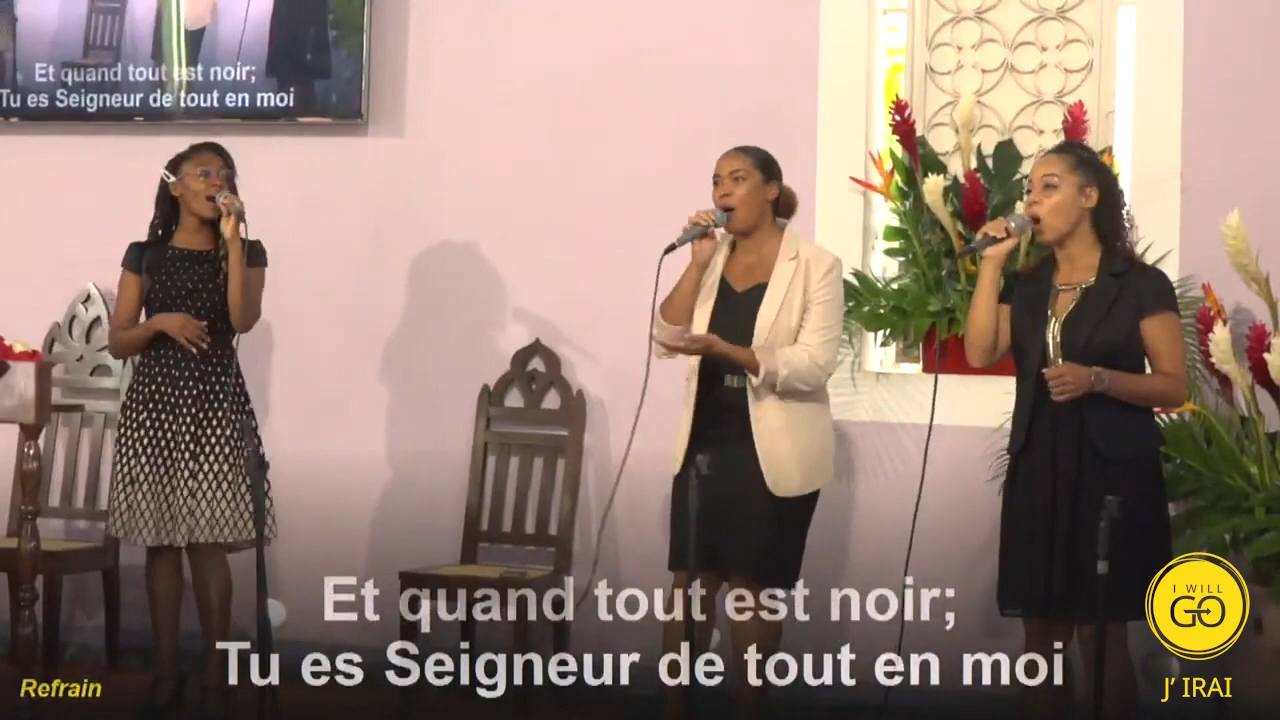 Et quand tout est noir;
Tu es Seigneur de tout en moi
Et quand tout est noir;
Tu es Seigneur de tout en moi
Refrain
I WILL
GO
J' IRAI